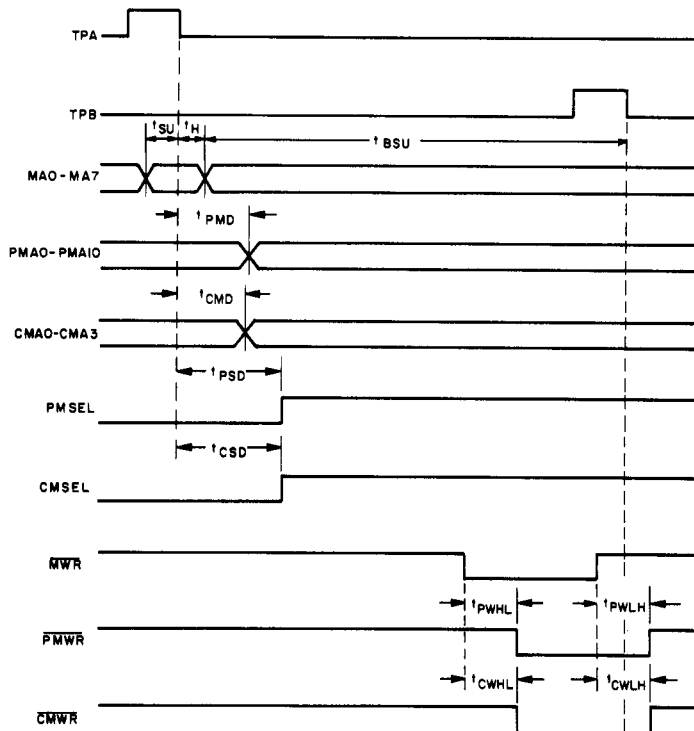 TPA
TPB
tSU
tH
tBSU
MA0-MA7
tPMD
PMA0-PMA10
tCMD
CMA0-CMA3
tPSD
PMSEL
tCSD
CMSEL
MWR
tPWHL
tPWLH
PMWR
tCWHL
tCWLH
CMWR